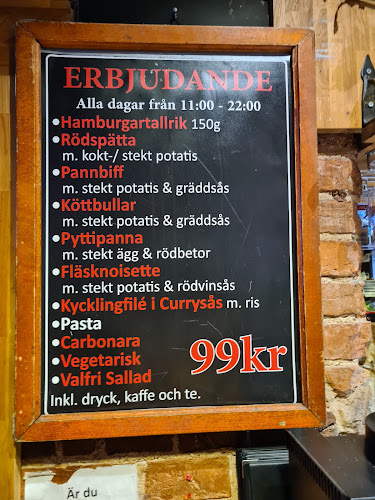 ERBJUDANDE
Alla dagar från 11:00 - 22:00
•Hamburgartallrik 150g
•Rödspätta
m. kokt-/ stekt potatis
•Pannbiff
m. stekt potatis & gräddsås
•Köttbullar
m. stekt potatis & gräddsås
•Pyttipanna
m. stekt ägg & rödbetor
•Fläsknoisette
m. stekt potatis & rödvinsås
•Kycklingfilé i Currysås m. ris
•Pasta
•Carbonara
•Vegetarisk
•Valfri Sallad
99kr
Inkl. dryck, kaffe och te.
Är du